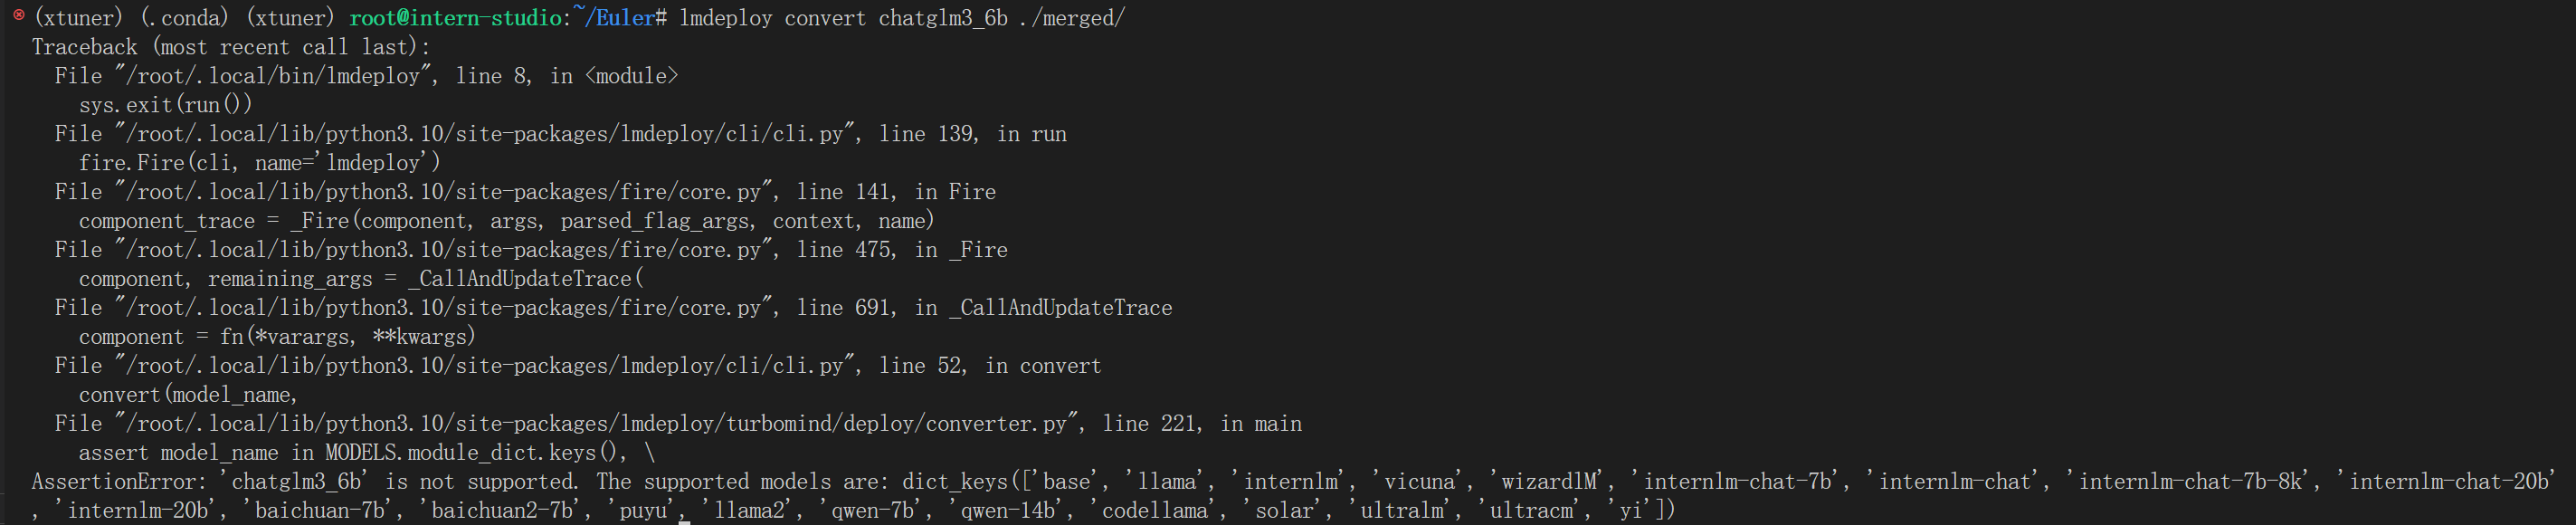 (xtuner) (.conda) (xtuner) root@intern-studio:~/Euler# lmdeploy convert chatglm3_6b ./merged/
Traceback (most recent call last):
  File "/root/.local/bin/lmdeploy", line 8, in <module>
    sys.exit(run())
  File "/root/.local/lib/python3.10/site-packages/lmdeploy/cli/cli.py", line 139, in run
    fire.Fire(cli, name='lmdeploy')
  File "/root/.local/lib/python3.10/site-packages/fire/core.py", line 141, in Fire
    component_trace = _Fire(component, args, parsed_flag_args, context, name)
  File "/root/.local/lib/python3.10/site-packages/fire/core.py", line 475, in _Fire
    component, remaining_args = _CallAndUpdateTrace(
  File "/root/.local/lib/python3.10/site-packages/fire/core.py", line 691, in _CallAndUpdateTrace
    component = fn(*varargs, **kwargs)
  File "/root/.local/lib/python3.10/site-packages/lmdeploy/cli/cli.py", line 52, in convert
    convert(model_name,
  File "/root/.local/lib/python3.10/site-packages/lmdeploy/turbomind/deploy/converter.py", line 221, in main
    assert model_name in MODELS.module_dict.keys(), \
AssertionError: 'chatglm3_6b' is not supported. The supported models are: dict_keys(['base', 'llama', 'internlm', 'vicuna', 'wizardlM', 'internlm-chat-7b', 'internlm-chat', 'internlm-chat-7b-8k', 'internlm-chat-20b'
, 'internlm-20b', 'baichuan-7b', 'baichuan2-7b', 'puyu', 'llama2', 'qwen-7b', 'qwen-14b', 'codellama', 'solar', 'ultralm', 'ultracm', 'yi'])